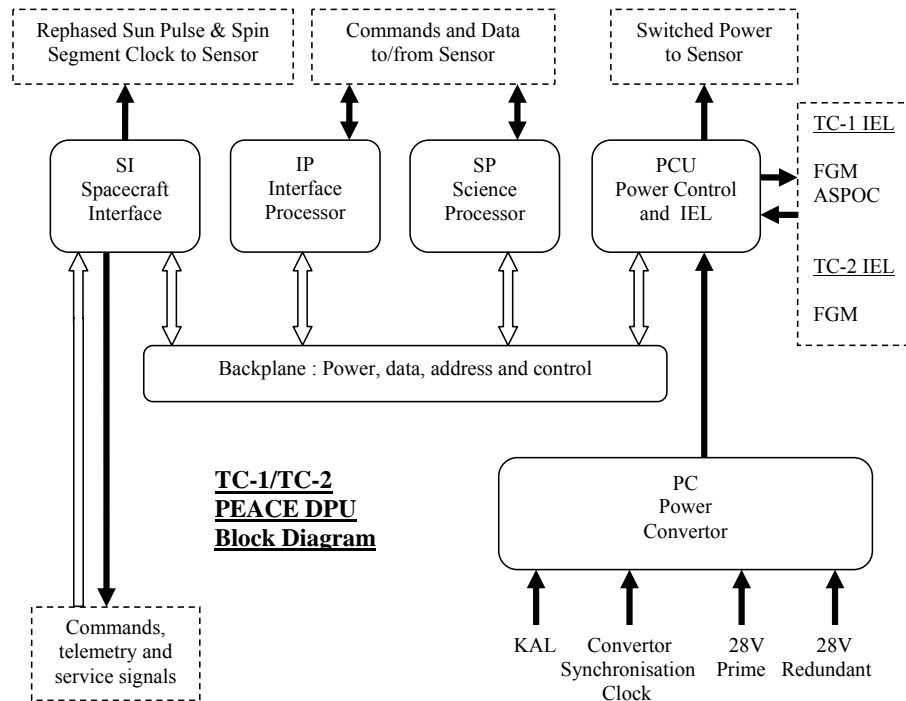 Rephased Sun Pulse & Spin
Segment Clock to Sensor
Commands and Data
to/from Sensor
Switched Power
to Sensor
TC-1 IEL
FGM
ASPOC
TC-2 IEL
FGM
SI
Spacecraft
Interface
IP
Interface
Processor
SP
Science
Processor
PCU
Power Control
and IEL
Backplane : Power, data, address and control
TC-1/TC-2
PEACE DPU
Block Diagram
PC
Power
Convertor
Commands,
telemetry and
service signals
KAL
Convertor
Synchronisation
Clock
28V
Prime
28V
Redundant